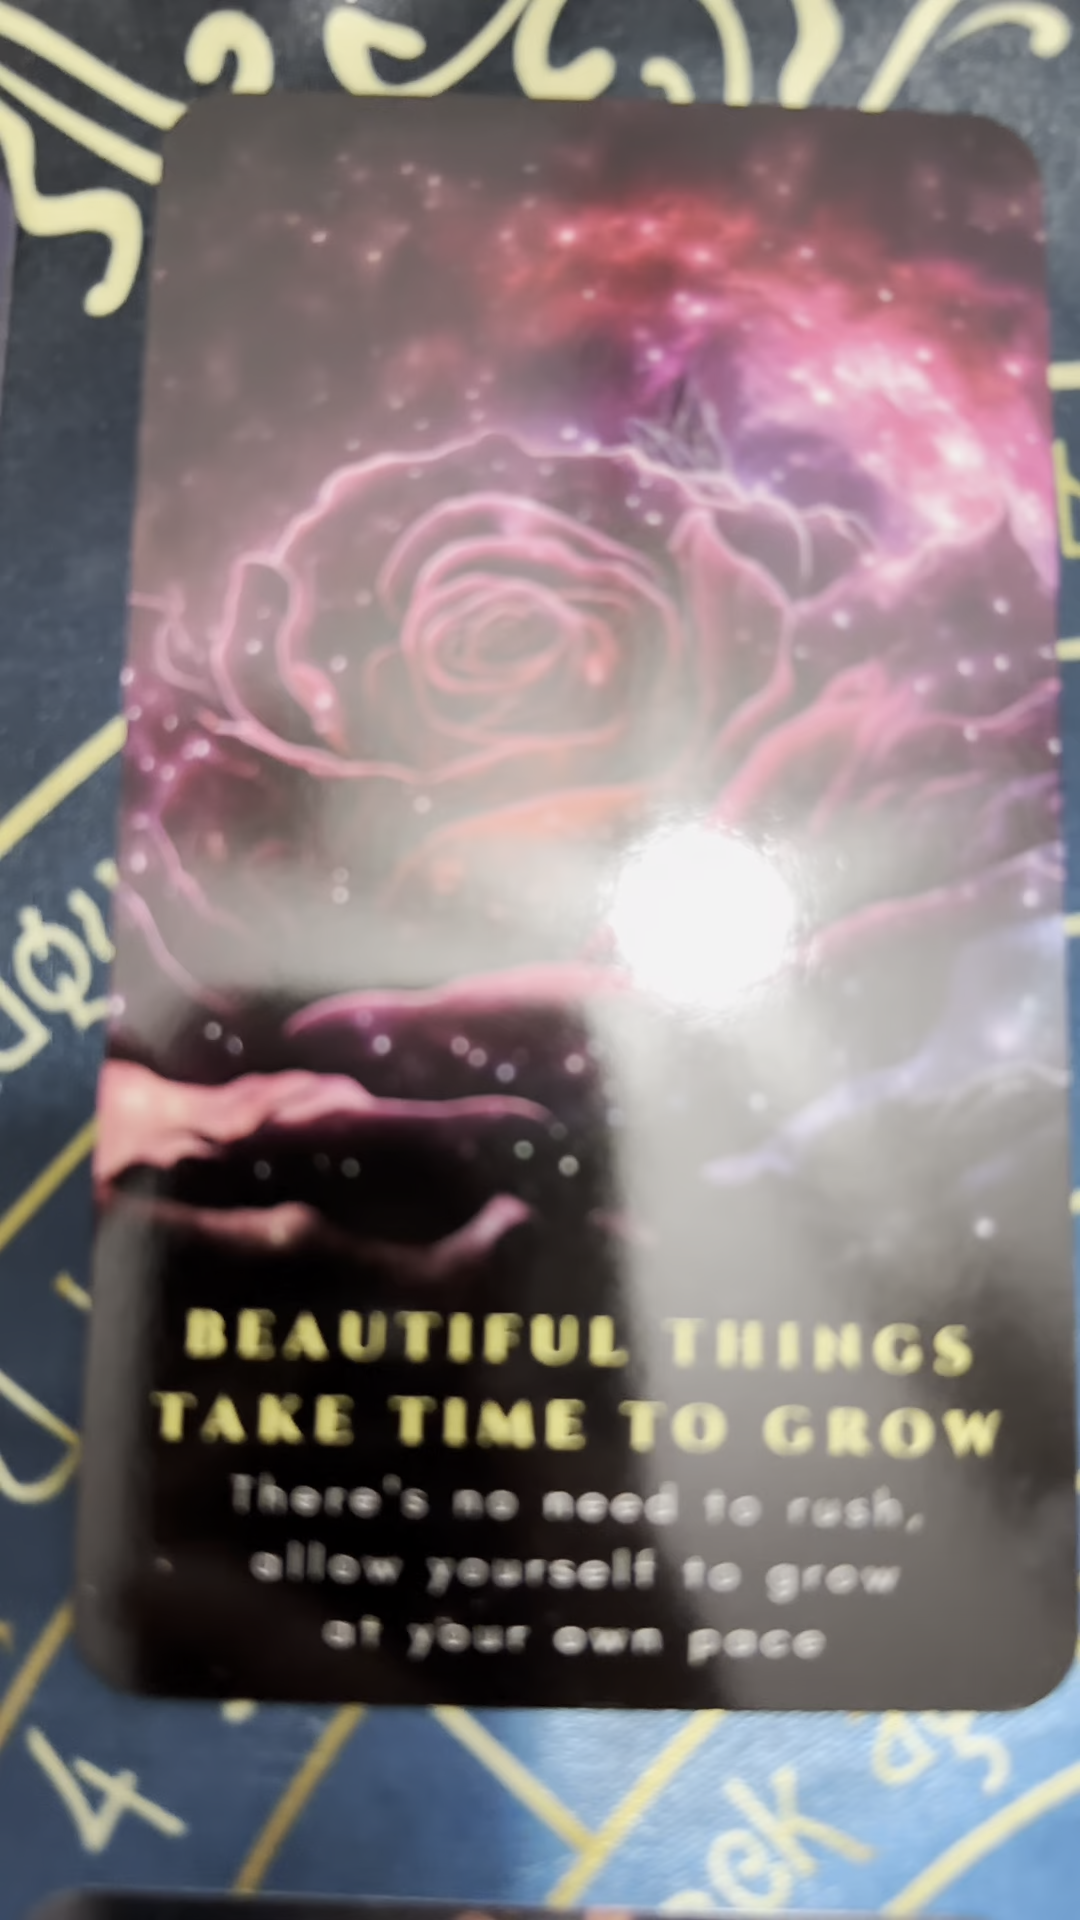 BEAUTIFUL THINGS
TAKE TIME TO GROW
There's no need to rush,
allow yourself to grow
at your own pace
4